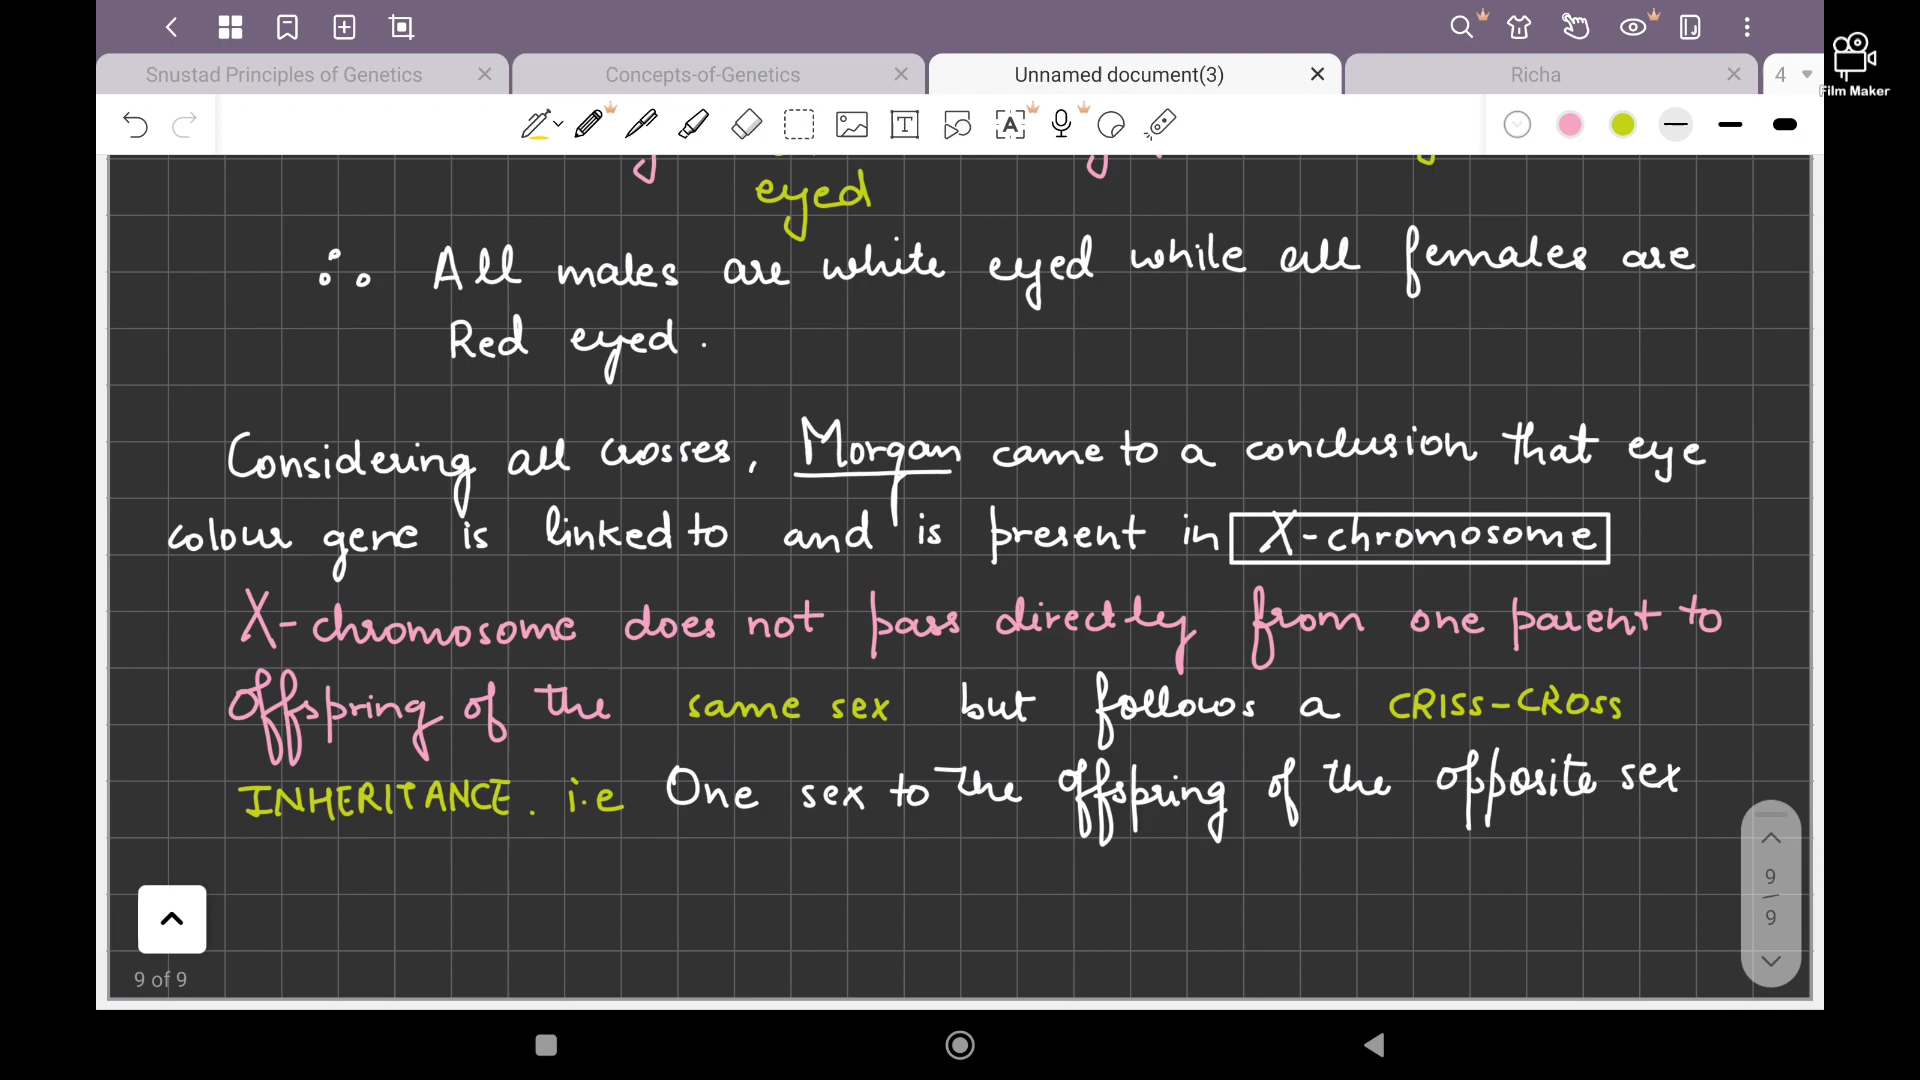 Film Maker
Snustad Principles of Genetics
Concepts-of-Genetics
Unnamed document(3)
Richa
4
eyed
∴ All males are white eyed while all females are
Red eyed.
Considering all crosses, Morgan came to a conclusion that eye
colour gene is linked to and is present in X-chromosome
X-chromosome does not pass directly from one parent to
offspring of the same sex but follows a CRISS-CROSS
INHERITANCE. i.e One sex to the offspring of the opposite sex
9
9
9 of 9